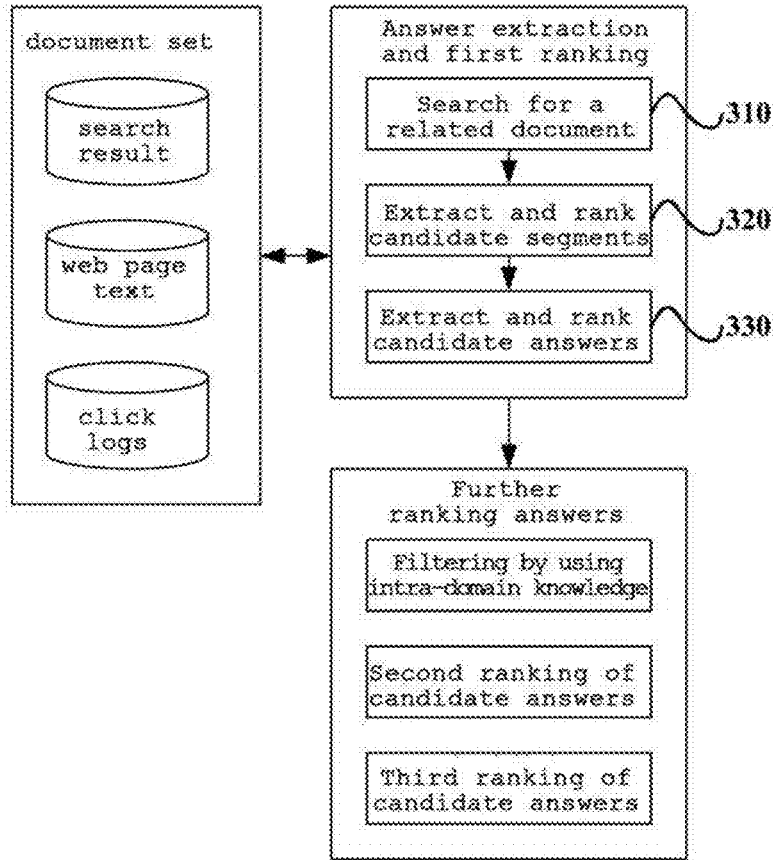 document set
search
result
web page
text
click
logs
Answer extraction
and first ranking
Search for a
related document
310
Extract and rank
candidate segments
320
Extract and rank
candidate answers
330
Further
ranking answers
Filtering by using
intra-domain knowledge
Second ranking of
candidate answers
Third ranking of
candidate answers